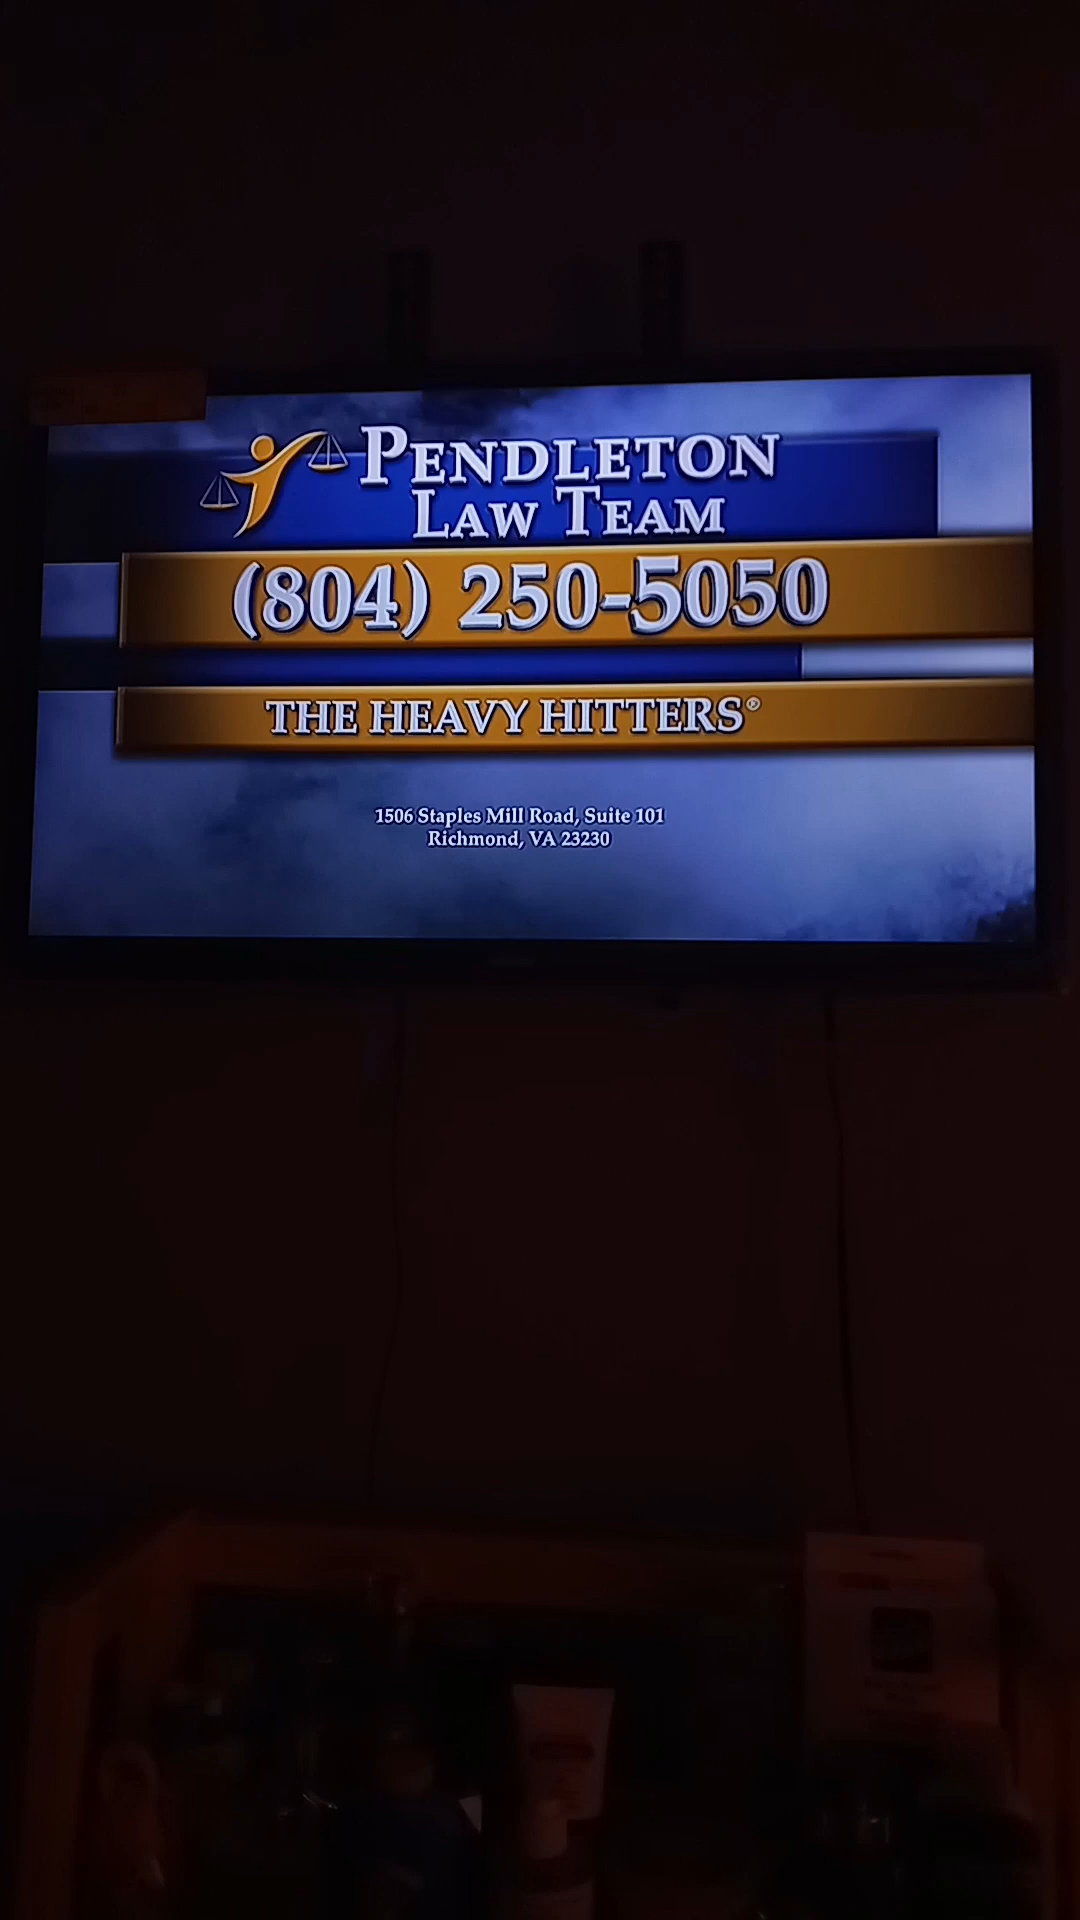 PENDLETON
LAW TEAM
(804) 250-5050
THE HEAVY HITTERS®
1506 Staples Mill Road, Suite 101
Richmond, VA 23230